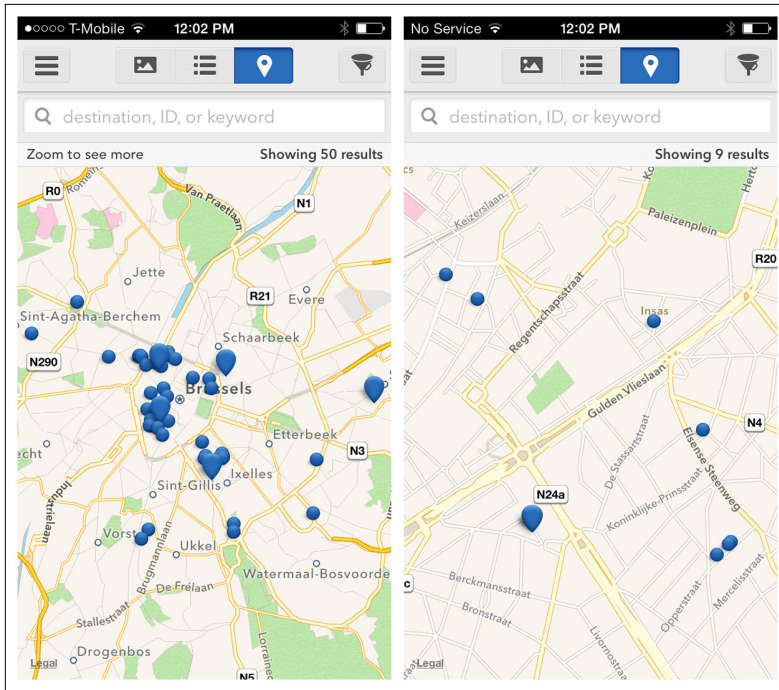 T-Mobile 12:02 PM
destination, ID, or keyword
Zoom to see more Showing 50 results
R0
Van Praetlaan
N1
Jette
R21
Evere
Sint-Agatha-Berchem
Schaarbeek
N290
Brussels
Etterbeek
N3
Industrielaan
Sint-Gillis
Ixelles
Vorst
Brugmannlaan
Ukkel
Watermaal-Bosvoorde
De Frélaan
Stallestraat
Drogenbos
Legal
N5
No Service 12:02 PM
destination, ID, or keyword
Showing 9 results
Keizerslaan
Paleizenplein
R20
Regentschapsstraat
Insas
Gulden Vlieslaan
De Stassartstraat
N4
Elsense Steenweg
N24a
Koninklijke-Prinsstraat
Berckmansstraat
Bronstraat
Opperstraat
Mercelisstraat
Livornostraat
Legal